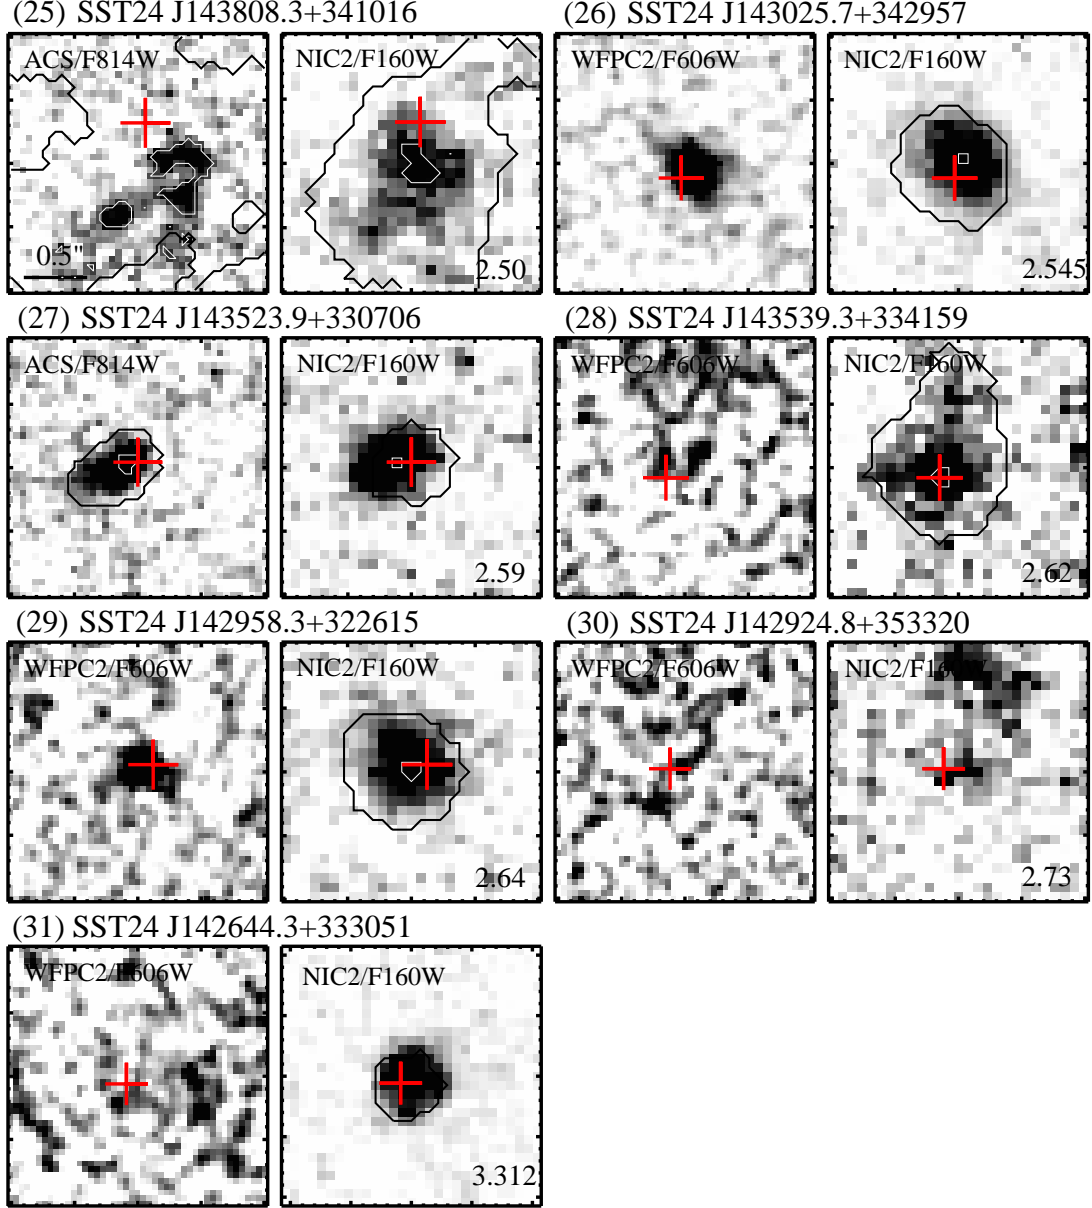 (25) SST24 J143808.3+341016
ACS/F814W
0.5"
NIC2/F160W
2.50
(26) SST24 J143025.7+342957
WFPC2/F606W
NIC2/F160W
2.545
(27) SST24 J143523.9+330706
ACS/F814W
NIC2/F160W
2.59
(28) SST24 J143539.3+334159
WFPC2/F606W
NIC2/F160W
2.62
(29) SST24 J142958.3+322615
WFPC2/F606W
NIC2/F160W
2.64
(30) SST24 J142924.8+353320
WFPC2/F606W
NIC2/F160W
2.73
(31) SST24 J142644.3+333051
WFPC2/F606W
NIC2/F160W
3.312